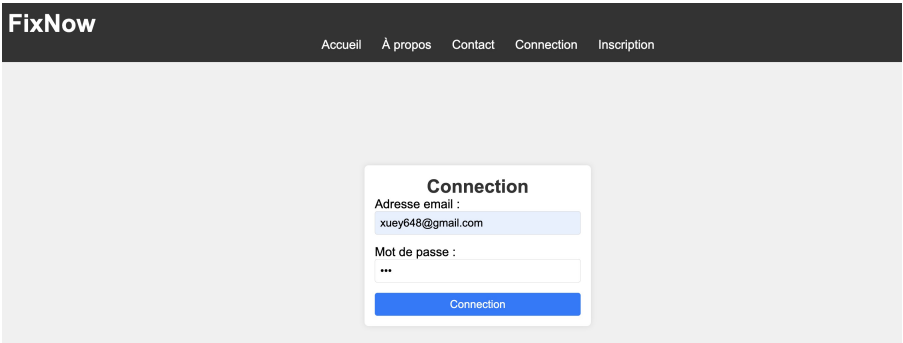 FixNow
Accueil À propos Contact Connection Inscription
Connection
Adresse email :
xuey648@gmail.com
Mot de passe :
•••
Connection